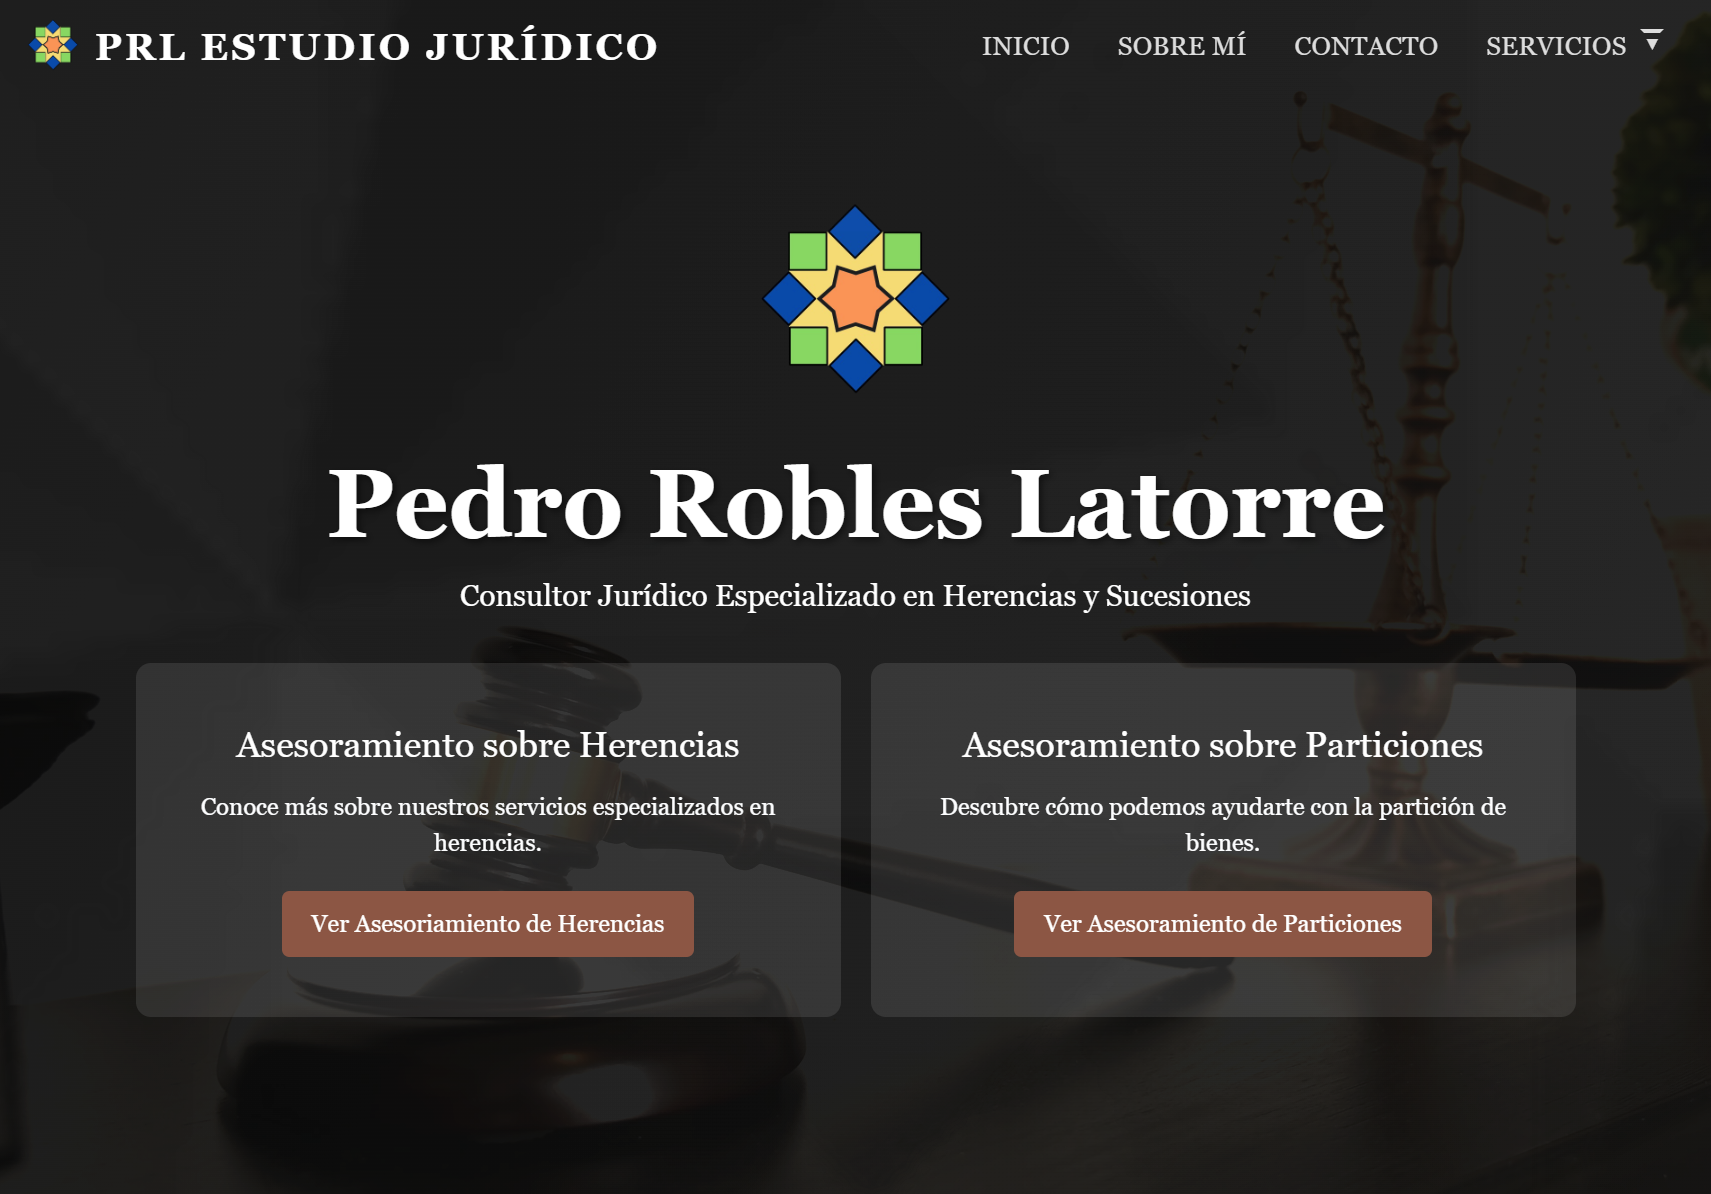 PRL ESTUDIO JURÍDICO
INICIO SOBRE MÍ CONTACTO SERVICIOS
Pedro Robles Latorre
Consultor Jurídico Especializado en Herencias y Sucesiones
Asesoramiento sobre Herencias
Conoce más sobre nuestros servicios especializados en
herencias.
Ver Asesoriamiento de Herencias
Asesoramiento sobre Particiones
Descubre cómo podemos ayudarte con la partición de
bienes.
Ver Asesoramiento de Particiones